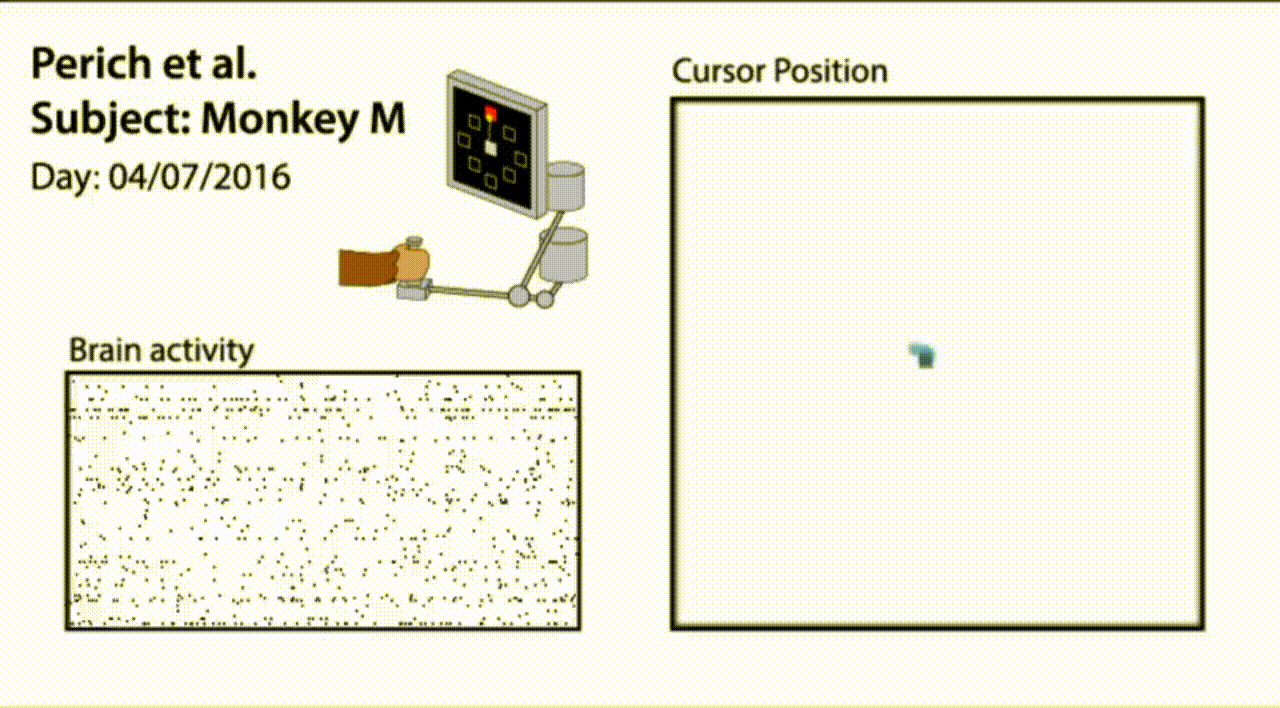 Perich et al.
Subject: Monkey M
Day: 04/07/2016
Cursor Position
Brain activity